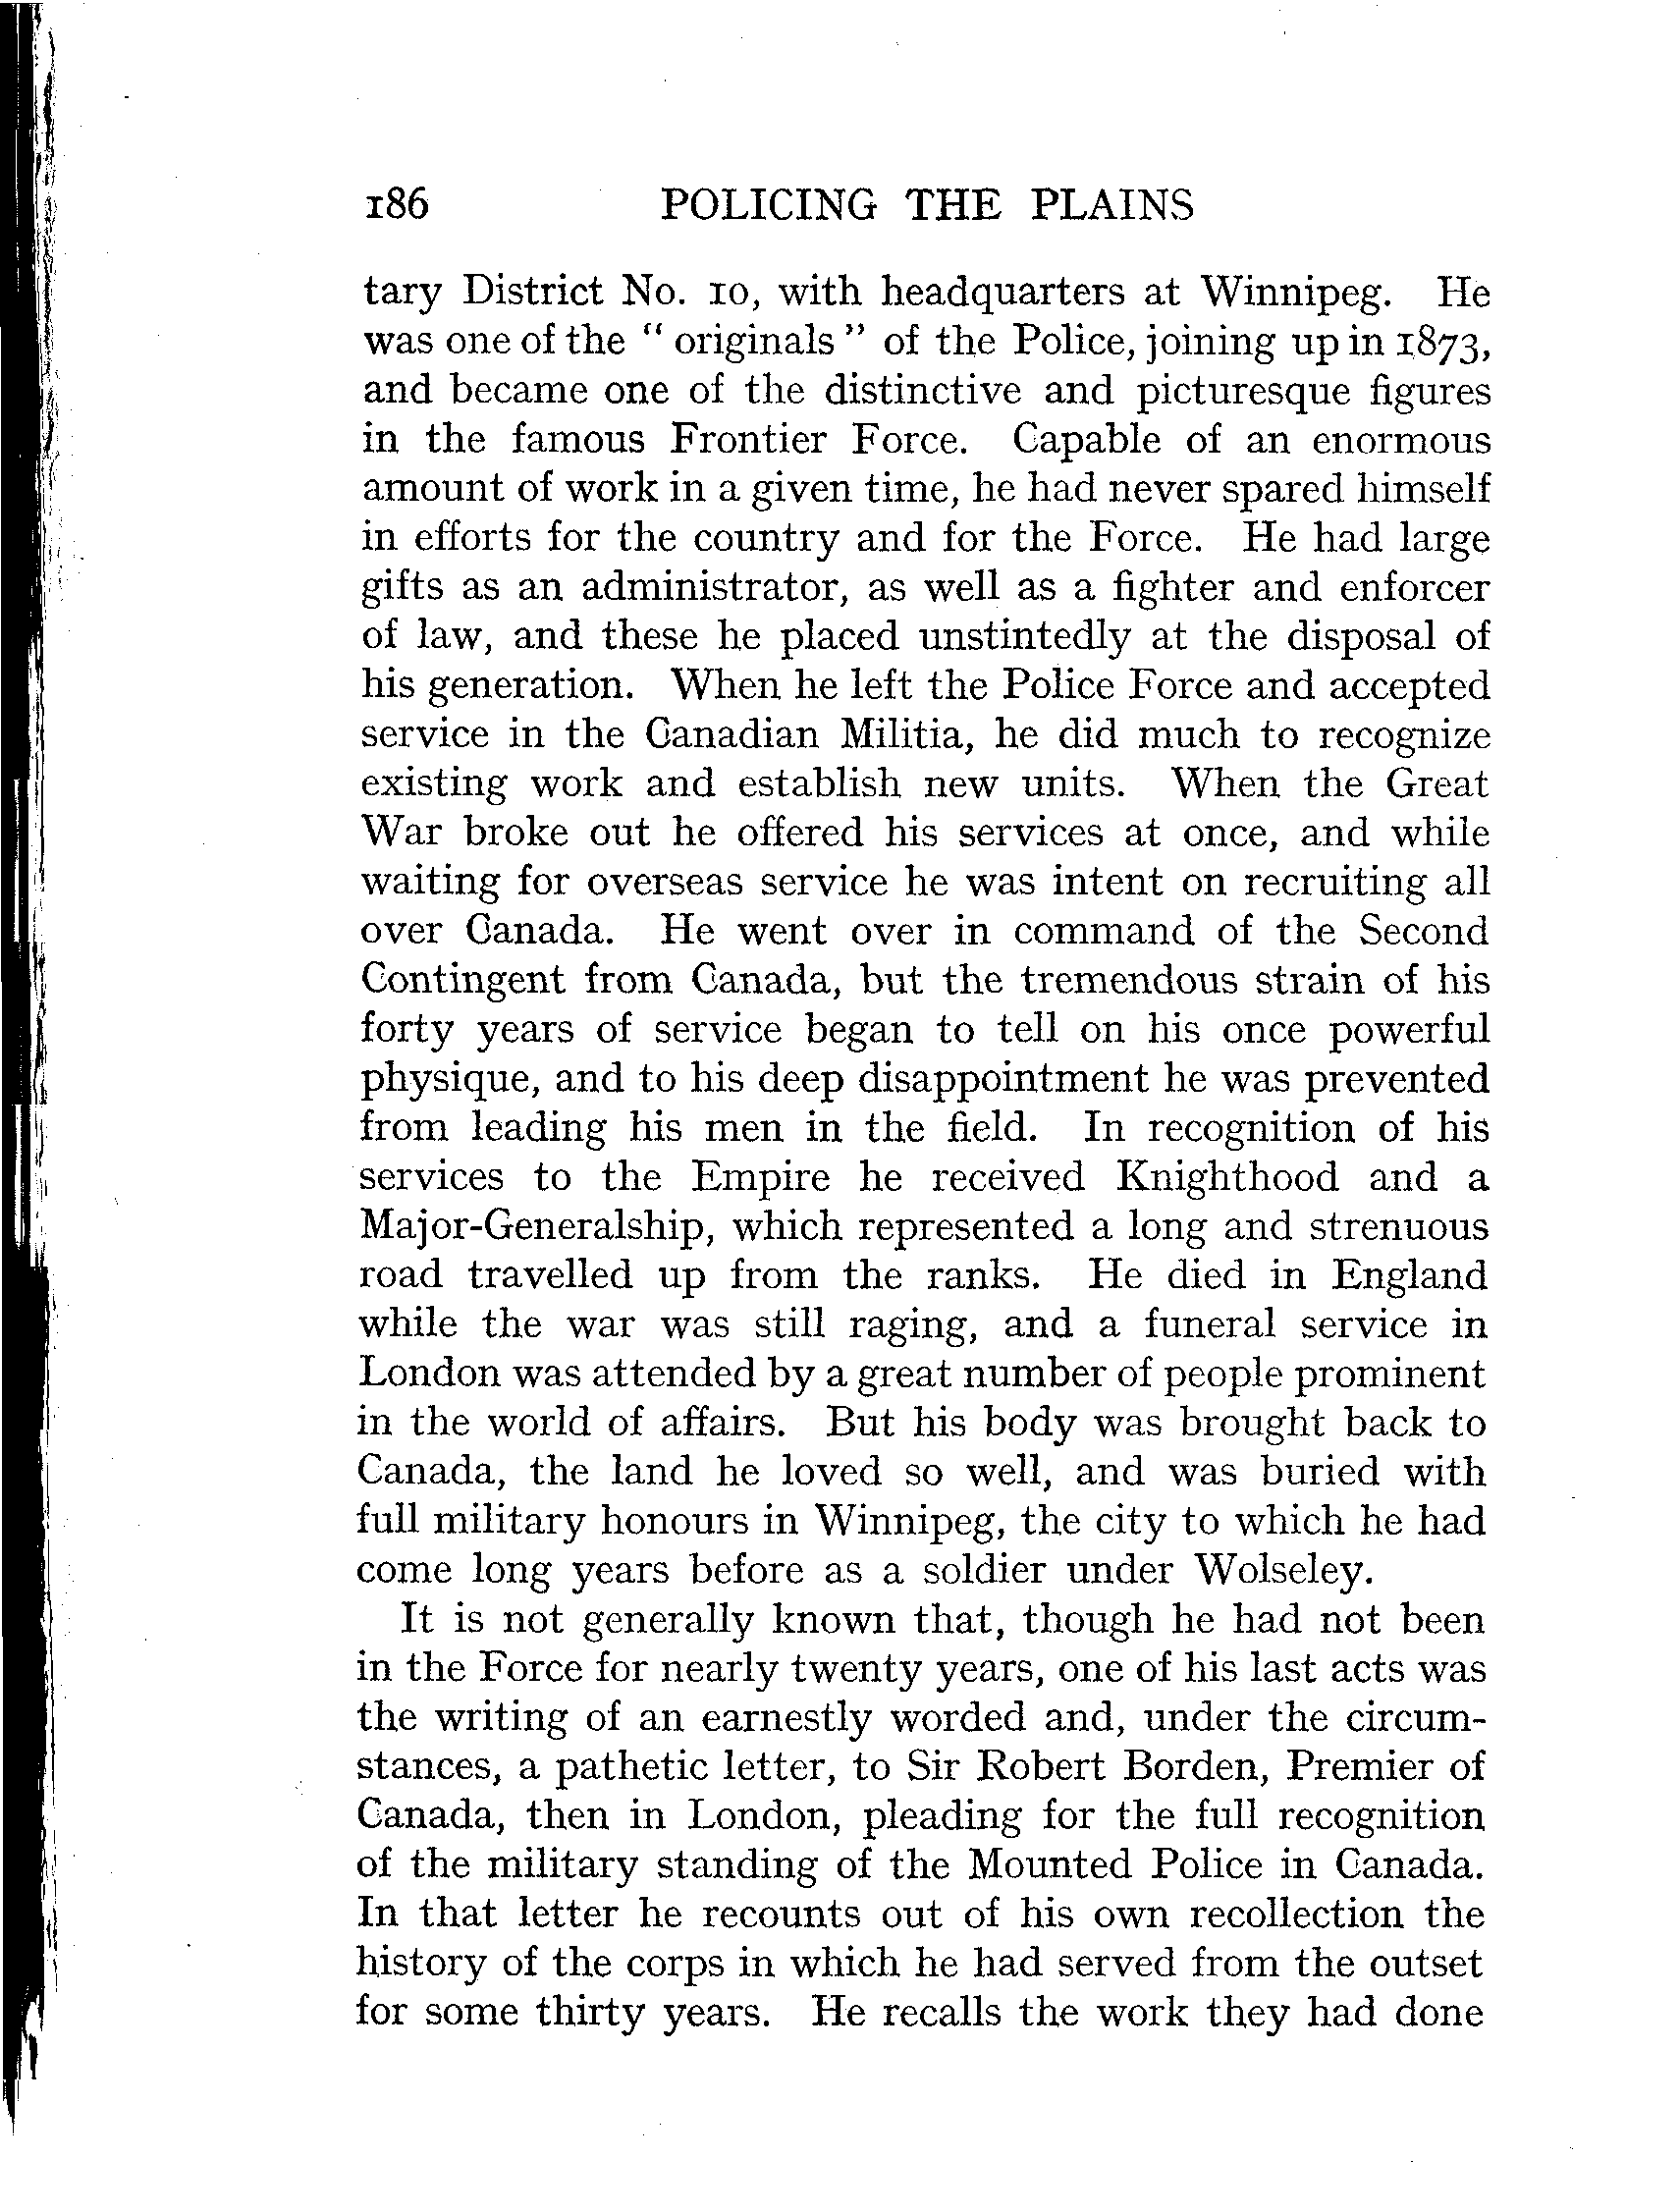 186 POLICING THE PLAINS
tary District No. 10, with headquarters at Winnipeg. He
was one of the " originals " of the Police, joining up in 1873,
and became one of the distinctive and picturesque figures
in the famous Frontier Force. Capable of an enormous
amount of work in a given time, he had never spared himself
in efforts for the country and for the Force. He had large
gifts as an administrator, as well as a fighter and enforcer
of law, and these he placed unstintedly at the disposal of
his generation. When he left the Police Force and accepted
service in the Canadian Militia, he did much to recognize
existing work and establish new units. When the Great
War broke out he offered his services at once, and while
waiting for overseas service he was intent on recruiting all
over Canada. He went over in command of the Second
Contingent from Canada, but the tremendous strain of his
forty years of service began to tell on his once powerful
physique, and to his deep disappointment he was prevented
from leading his men in the field. In recognition of his
services to the Empire he received Knighthood and a
Major-Generalship, which represented a long and strenuous
road travelled up from the ranks. He died in England
while the war was still raging, and a funeral service in
London was attended by a great number of people prominent
in the world of affairs. But his body was brought back to
Canada, the land he loved so well, and was buried with
full military honours in Winnipeg, the city to which he had
come long years before as a soldier under Wolseley.
It is not generally known that, though he had not been
in the Force for nearly twenty years, one of his last acts was
the writing of an earnestly worded and, under the circum-
stances, a pathetic letter, to Sir Robert Borden, Premier of
Canada, then in London, pleading for the full recognition
of the military standing of the Mounted Police in Canada.
In that letter he recounts out of his own recollection the
history of the corps in which he had served from the outset
for some thirty years. He recalls the work they had done